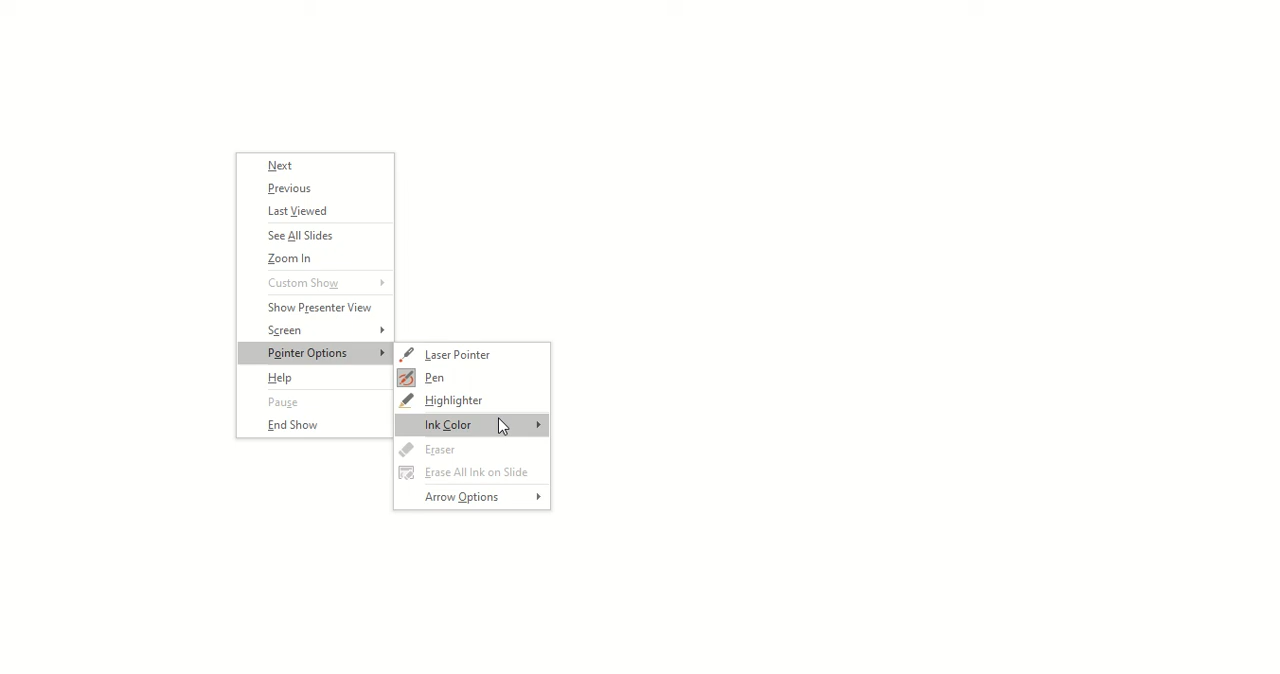 Next
Previous
Last Viewed
See All Slides
Zoom In
Custom Show
Show Presenter View
Screen
Pointer Options
Help
Pause
End Show
Laser Pointer
Pen
Highlighter
Ink Color
Eraser
Erase All Ink on Slide
Arrow Options